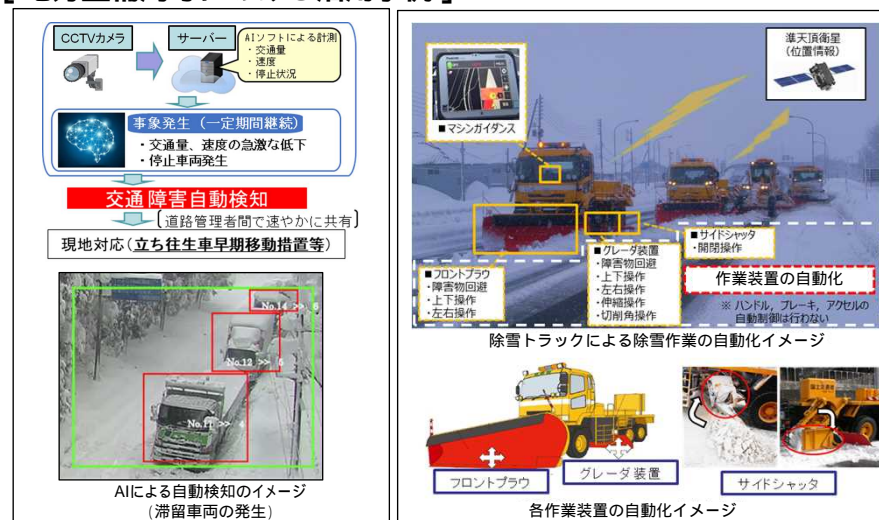 CCTVカメラ
サーバー
AIソフトによる計測
・交通量
・速度
・停止状況
事象発生（一定期間継続）
・交通量、速度の急激な低下
・停止車両発生
交通障害自動検知
道路管理者間で速やかに共有
現地対応(立ち往生車早期移動措置等)
No.14 >> 5
No.12 >> 5
No.11 >> 4
AIによる自動検知のイメージ
(滞留車両の発生)
準天頂衛星
(位置情報)
■マシンガイダンス
■フロントプラウ
・障害物回避
・上下操作
・左右操作
■グレーダ装置
・障害物回避
・上下操作
・左右操作
・伸縮操作
・切削角操作
■サイドシャッタ
・開閉操作
作業装置の自動化
※ ハンドル，ブレーキ，アクセルの
自動制御は行わない
除雪トラックによる除雪作業の自動化イメージ
フロントプラウ
グレーダ装置
サイドシャッタ
各作業装置の自動化イメージ